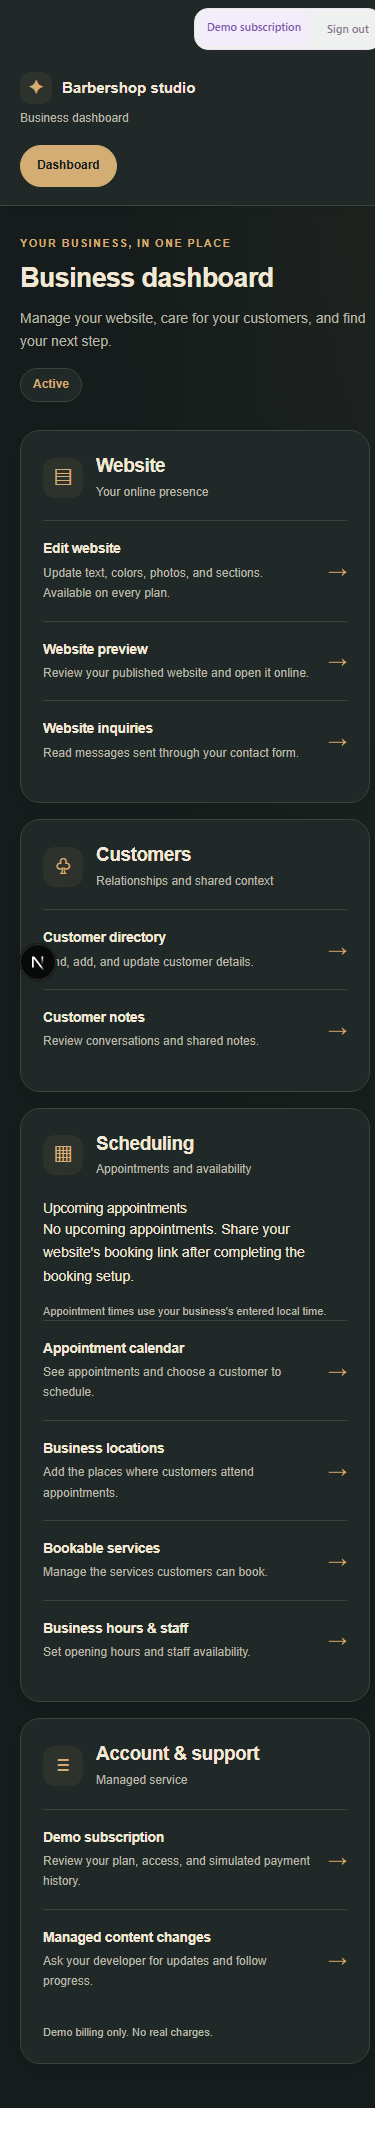 Demo subscription Sign out
Barbershop studio
Business dashboard
Dashboard
YOUR BUSINESS, IN ONE PLACE
Business dashboard
Manage your website, care for your customers, and find
your next step.
Active
Website
Your online presence
Edit website
Update text, colors, photos, and sections.
Available on every plan.
Website preview
Review your published website and open it online.
Website inquiries
Read messages sent through your contact form.
Customers
Relationships and shared context
Customer directory
N
add, and update customer details.
Customer notes
Review conversations and shared notes.
Scheduling
Appointments and availability
Upcoming appointments
No upcoming appointments. Share your
website's booking link after completing the
booking setup.
Appointment times use your business's entered local time.
Appointment calendar
See appointments and choose a customer to
schedule.
Business locations
Add the places where customers attend
appointments.
Bookable services
Manage the services customers can book.
Business hours & staff
Set opening hours and staff availability.
Account & support
Managed service
Demo subscription
Review your plan, access, and simulated payment
history.
Managed content changes
Ask your developer for updates and follow
progress.
Demo billing only. No real charges.